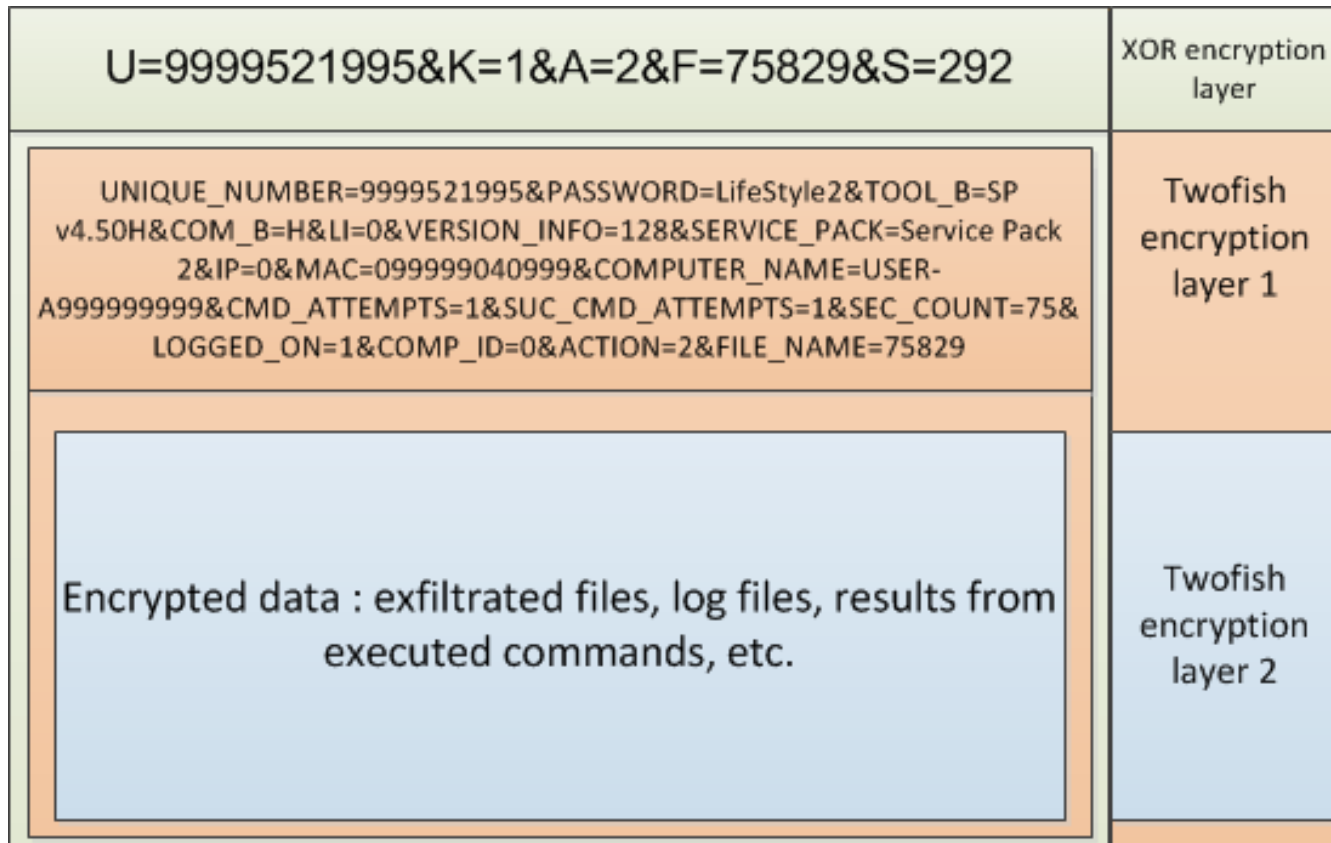 U=9999521995&K=1&A=2&F=75829&S=292
XOR encryption
layer
UNIQUE_NUMBER=9999521995&PASSWORD=LifeStyle2&TOOL_B=SP
v4.50H&COM_B=H&LI=0&VERSION_INFO=128&SERVICE_PACK=Service Pack
2&IP=0&MAC=099999040999&COMPUTER_NAME=USER-
A999999999&CMD_ATTEMPTS=1&SUC_CMD_ATTEMPTS=1&SEC_COUNT=75&
LOGGED_ON=1&COMP_ID=0&ACTION=2&FILE_NAME=75829
Twofish
encryption
layer 1
Encrypted data : exfiltrated files, log files, results from
executed commands, etc.
Twofish
encryption
layer 2